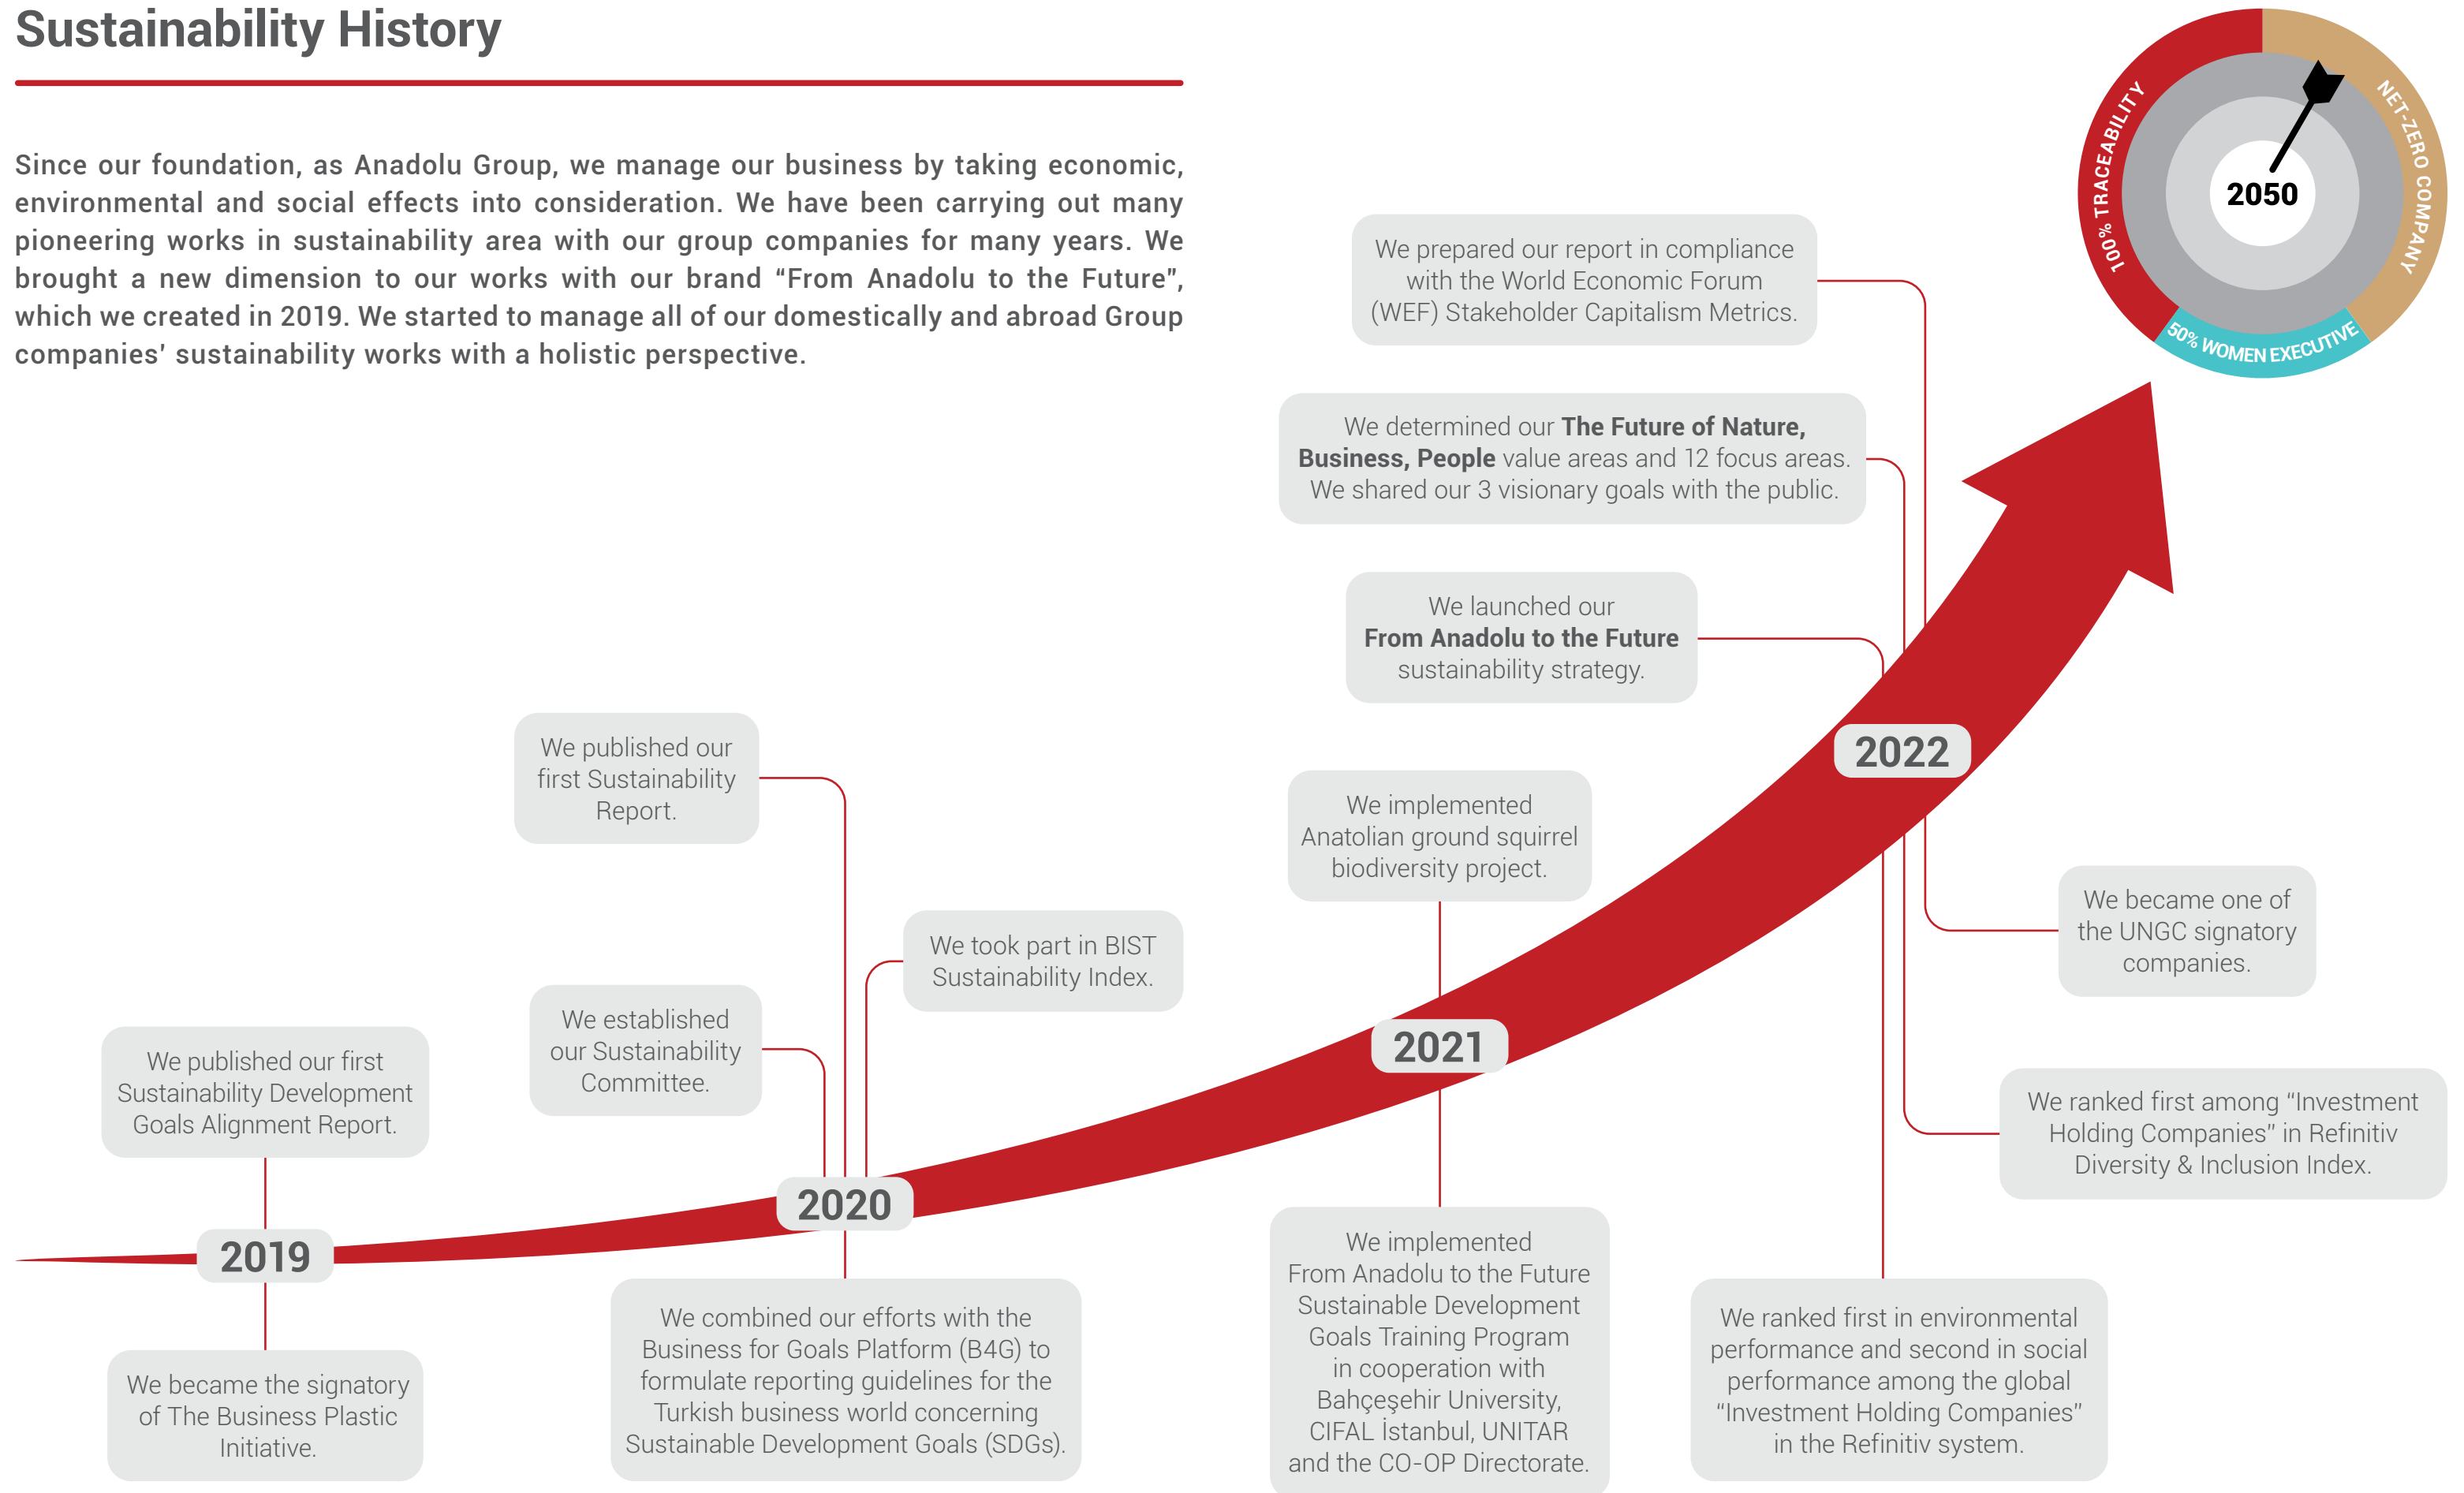 Sustainability History
Since our foundation, as Anadolu Group, we manage our business by taking economic,
environmental and social effects into consideration. We have been carrying out many
pioneering works in sustainability area with our group companies for many years. We
brought a new dimension to our works with our brand “From Anadolu to the Future”,
which we created in 2019. We started to manage all of our domestically and abroad Group
companies’ sustainability works with a holistic perspective.
100% TRACEABILITY
NET-ZERO COMPANY
50% WOMEN EXECUTIVE
2050
We published our first
Sustainability Development
Goals Alignment Report.
2019
We became the signatory
of The Business Plastic
Initiative.
We published our
first Sustainability
Report.
We established
our Sustainability
Committee.
We took part in BIST
Sustainability Index.
2020
We combined our efforts with the
Business for Goals Platform (B4G) to
formulate reporting guidelines for the
Turkish business world concerning
Sustainable Development Goals (SDGs).
We implemented
Anatolian ground squirrel
biodiversity project.
2021
We implemented
From Anadolu to the Future
Sustainable Development
Goals Training Program
in cooperation with
Bahçeşehir University,
CIFAL İstanbul, UNITAR
and the CO-OP Directorate.
We prepared our report in compliance
with the World Economic Forum
(WEF) Stakeholder Capitalism Metrics.
We determined our The Future of Nature,
Business, People value areas and 12 focus areas.
We shared our 3 visionary goals with the public.
We launched our
From Anadolu to the Future
sustainability strategy.
2022
We became one of
the UNGC signatory
companies.
We ranked first among “Investment
Holding Companies” in Refinitiv
Diversity & Inclusion Index.
We ranked first in environmental
performance and second in social
performance among the global
“Investment Holding Companies”
in the Refinitiv system.